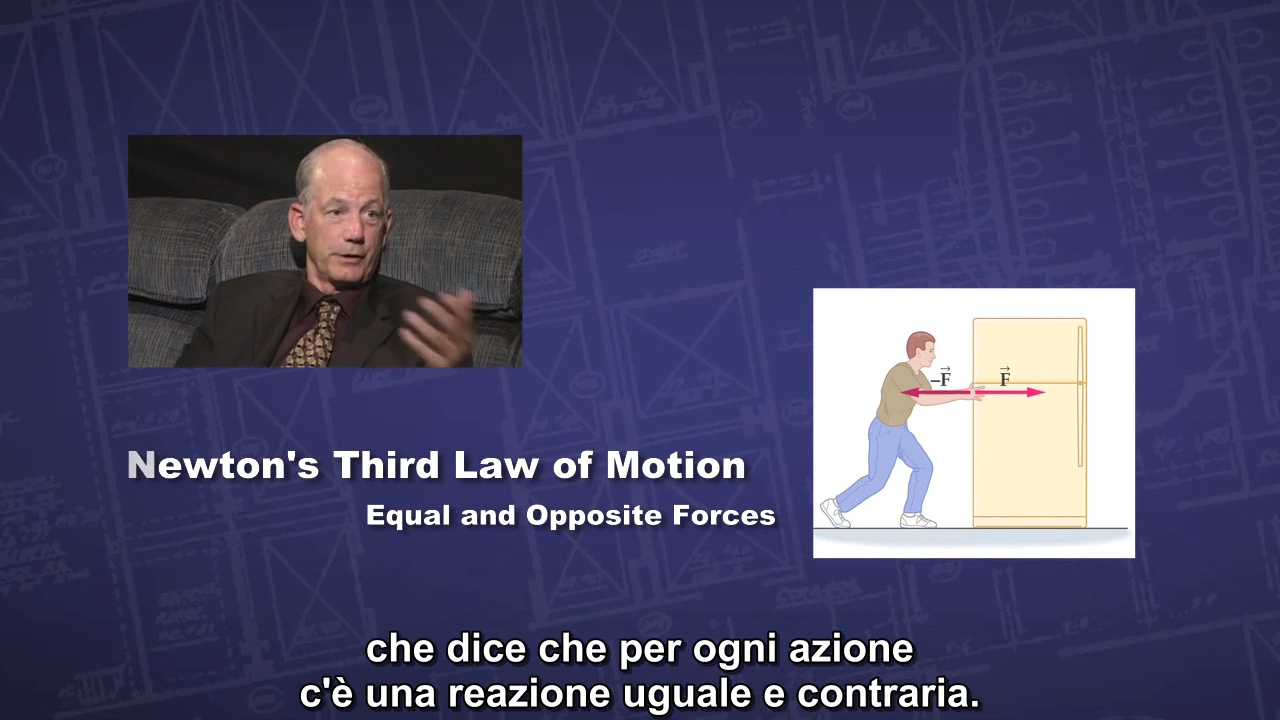 –F F
Newton's Third Law of Motion
Equal and Opposite Forces
che dice che per ogni azione
c'è una reazione uguale e contraria.